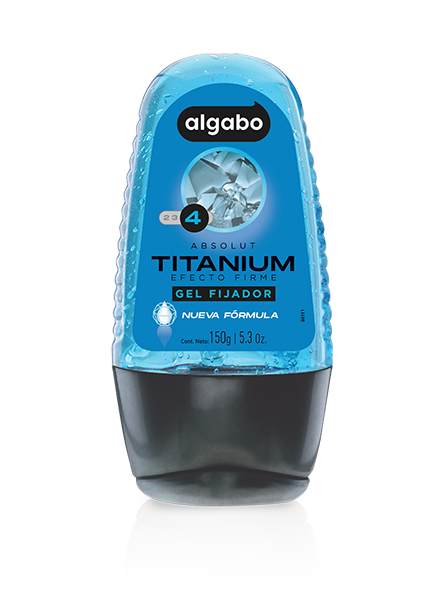 algabo
2 3 4
ABSOLUT
TITANIUM
EFECTO FIRME
GEL FIJADOR
NUEVA FÓRMULA
Cont. Neto: 150g | 5.3 Oz.